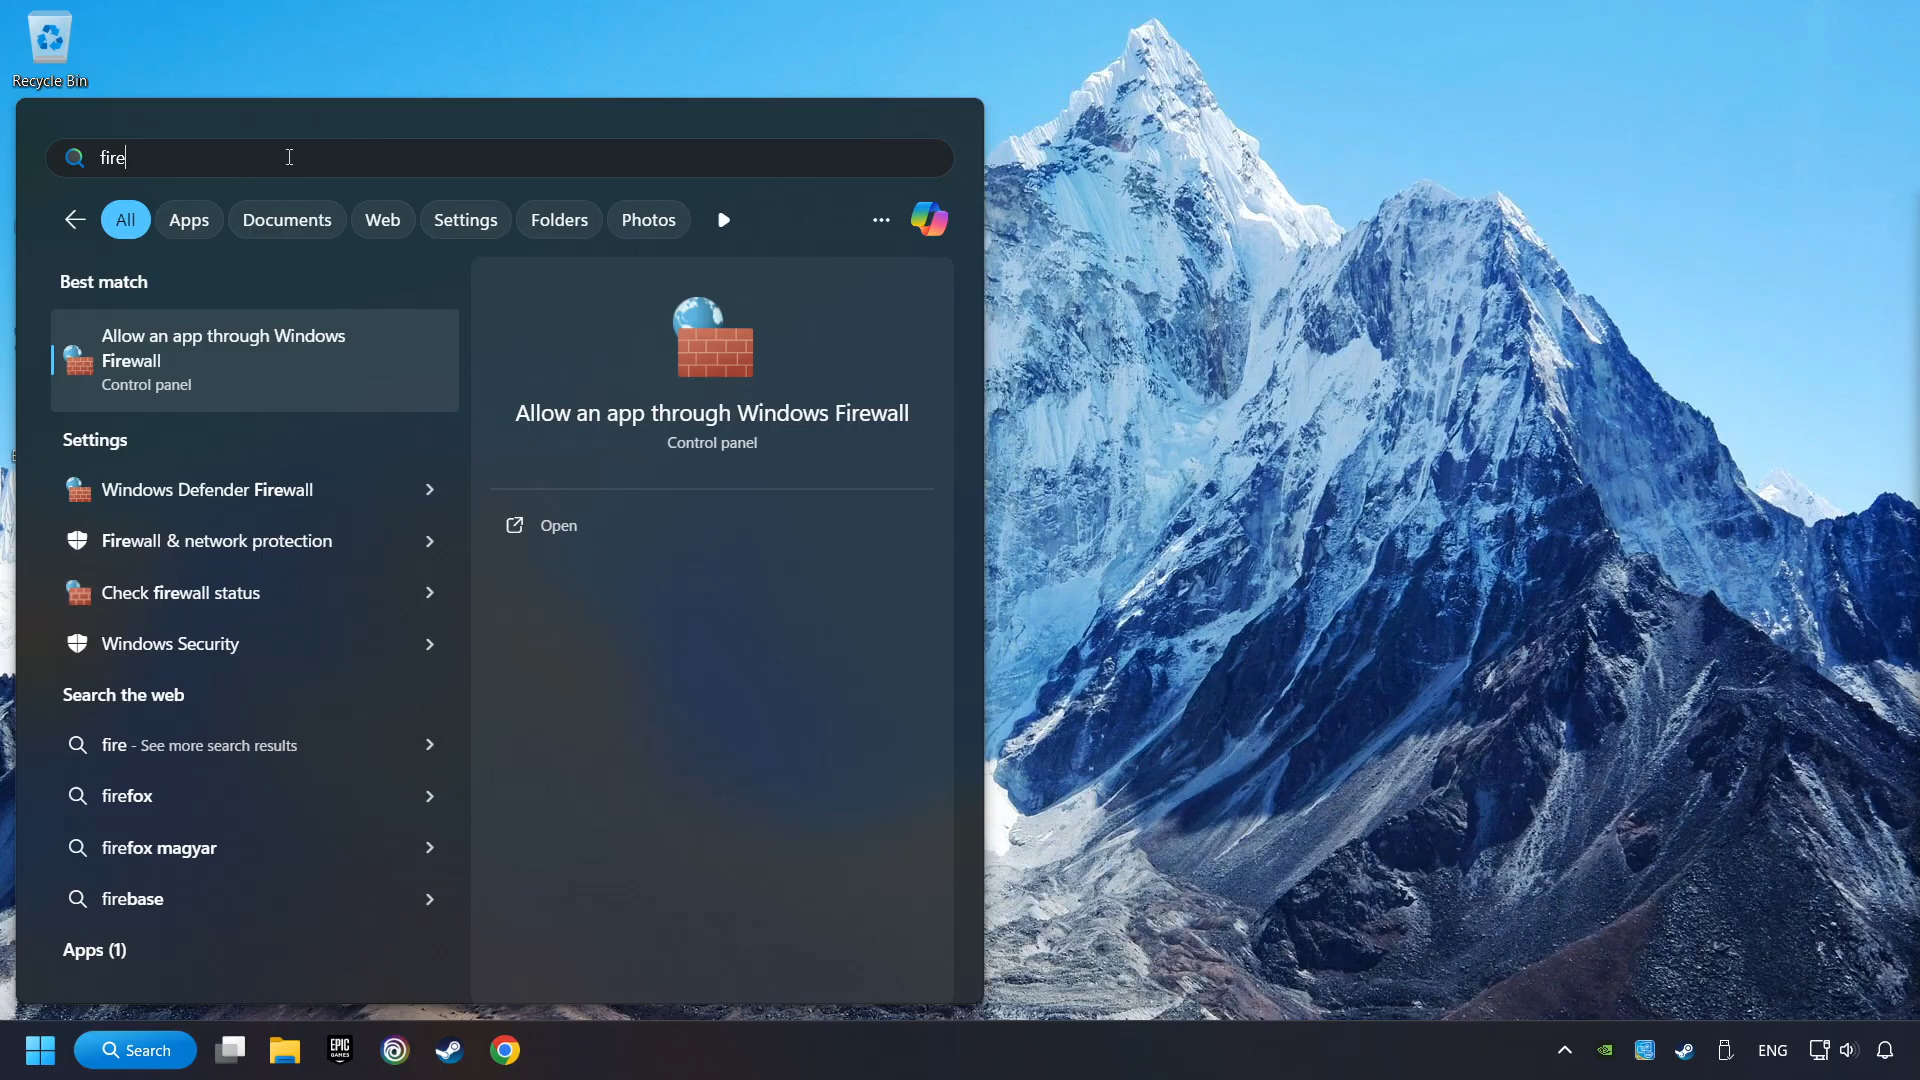 Recycle Bin
fire
All
Apps
Documents
Web
Settings
Folders
Photos
Best match
Allow an app through Windows
Firewall
Control panel
Settings
Windows Defender Firewall
Firewall & network protection
Check firewall status
Windows Security
Search the web
fire - See more search results
firefox
firefox magyar
firebase
Apps (1)
Allow an app through Windows Firewall
Control panel
Open
Search
EPIC
GAMES
ENG